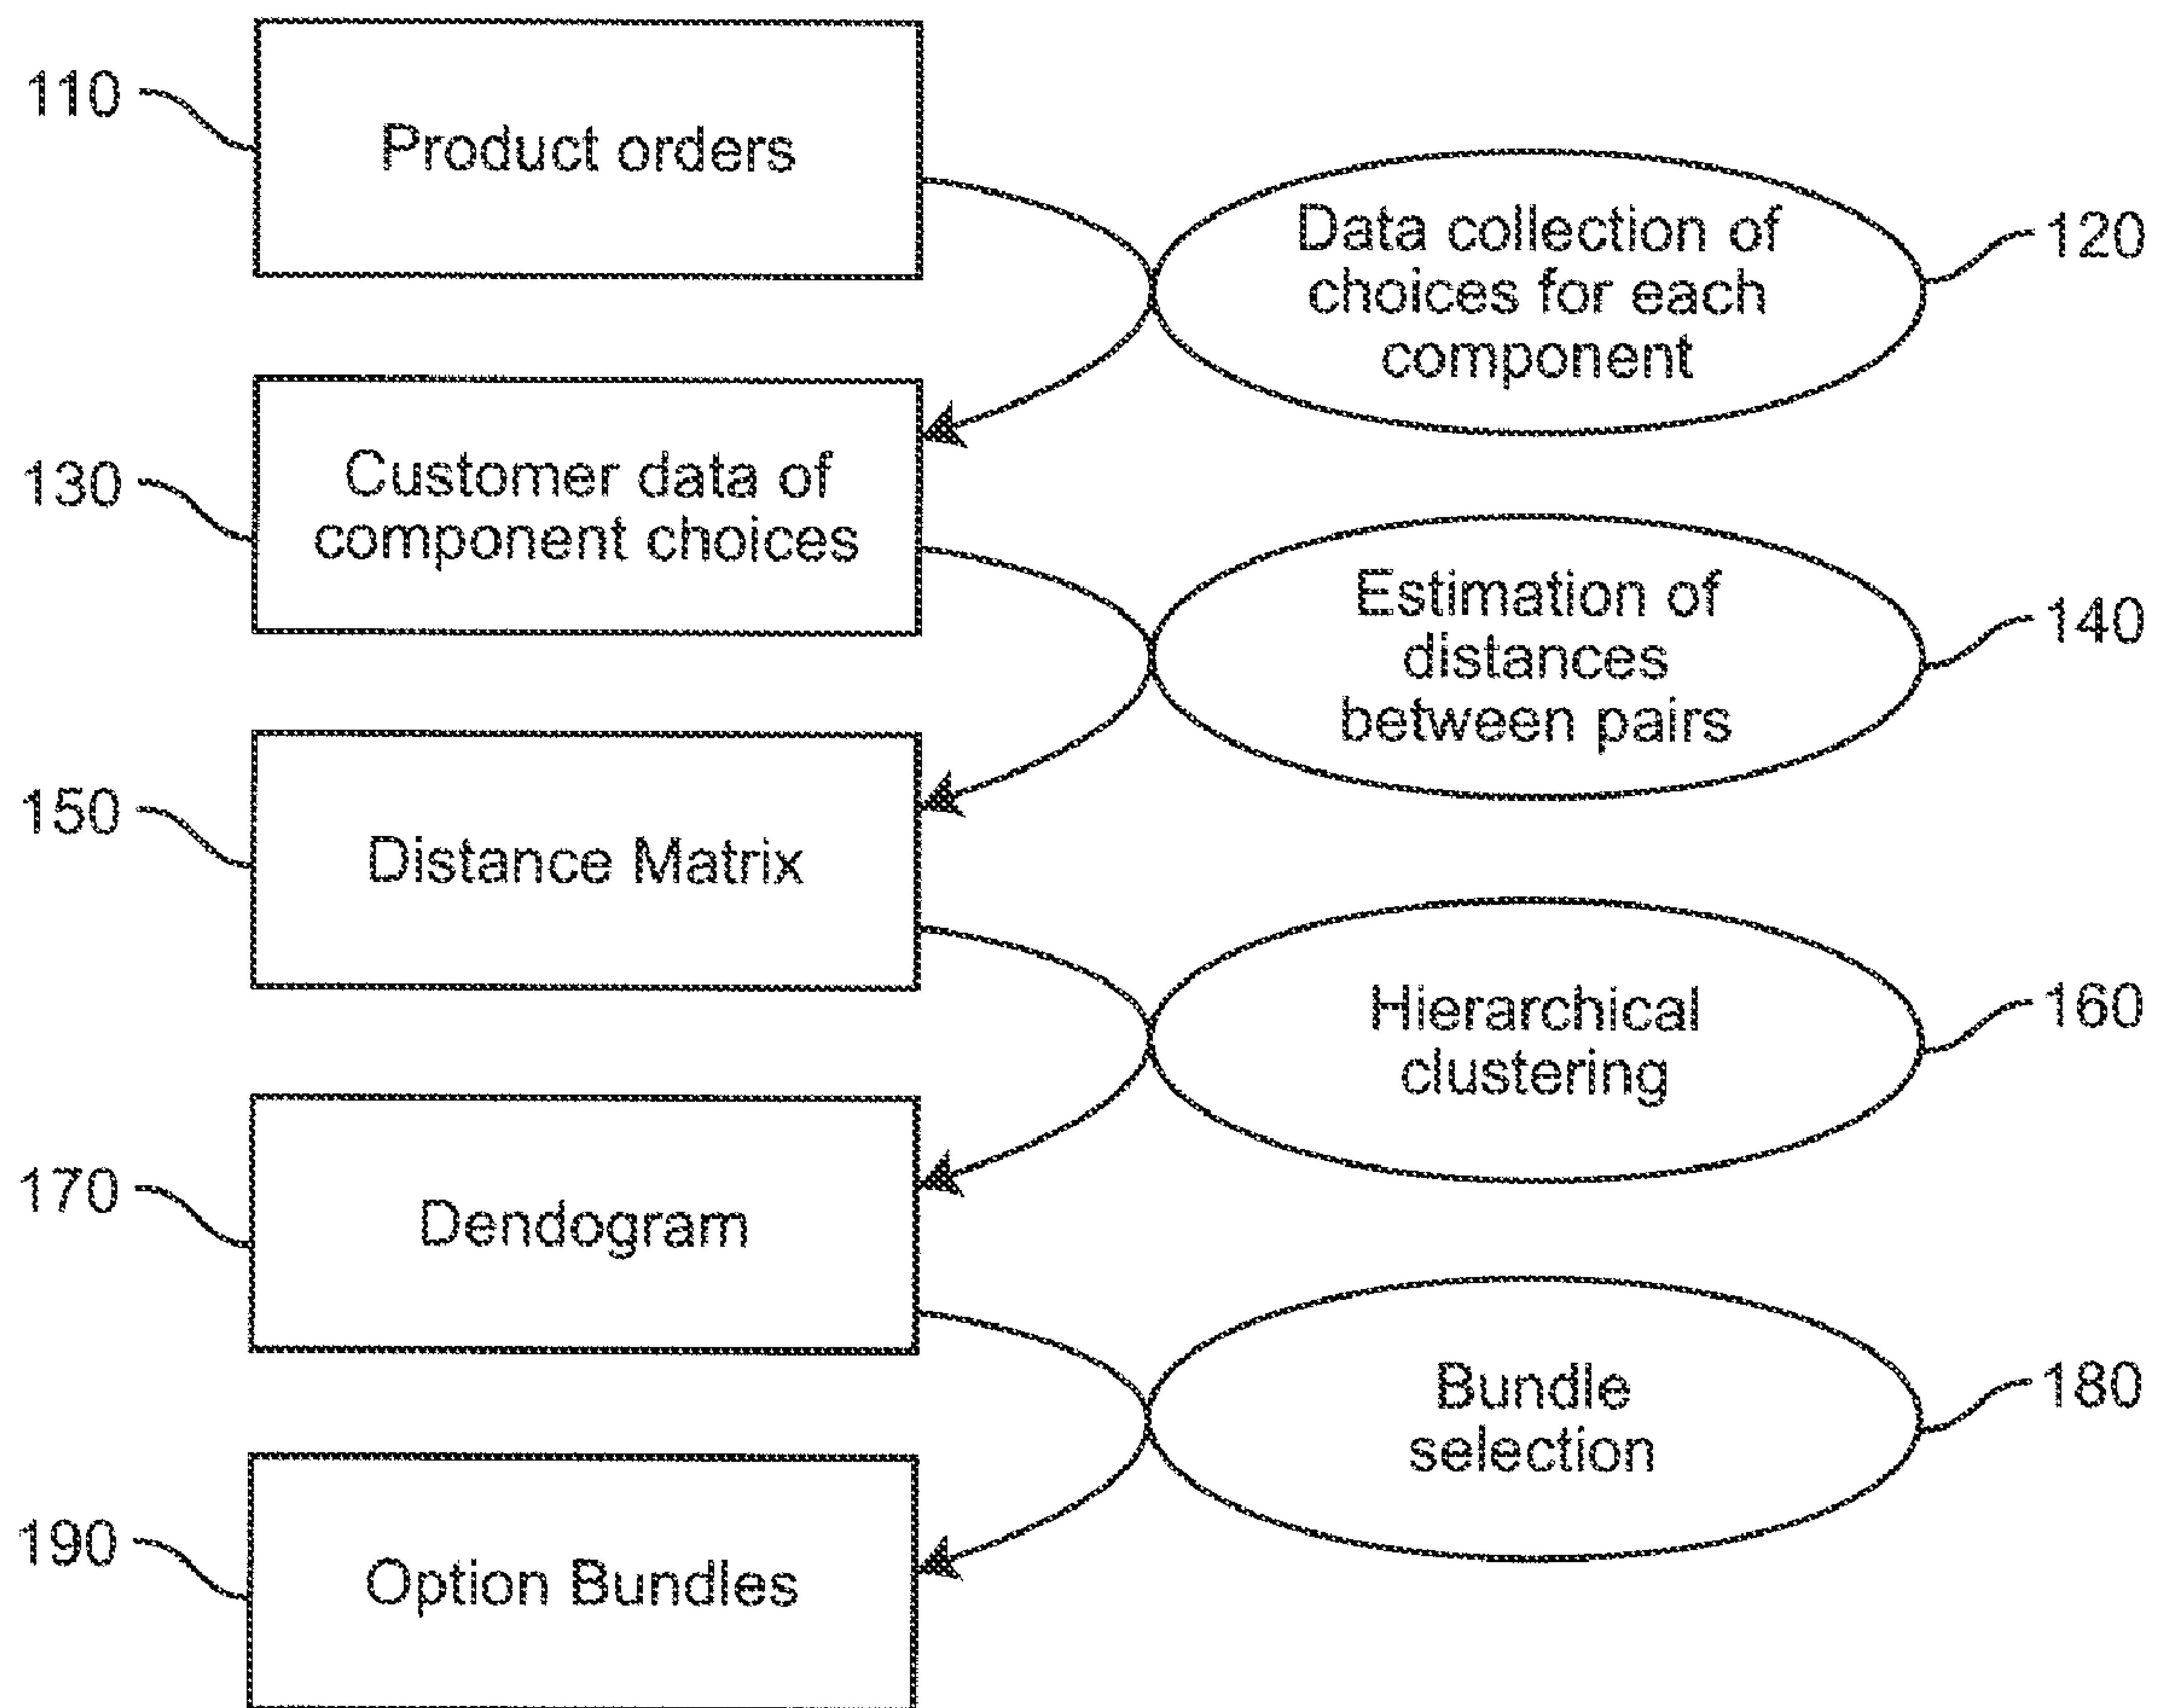 110
Product orders
Data collection of
choices for each
component
120
130
Customer data of
component choices
Estimation of
distances
between pairs
140
150
Distance Matrix
Hierarchical
clustering
160
170
Dendogram
Bundle
selection
180
190
Option Bundles